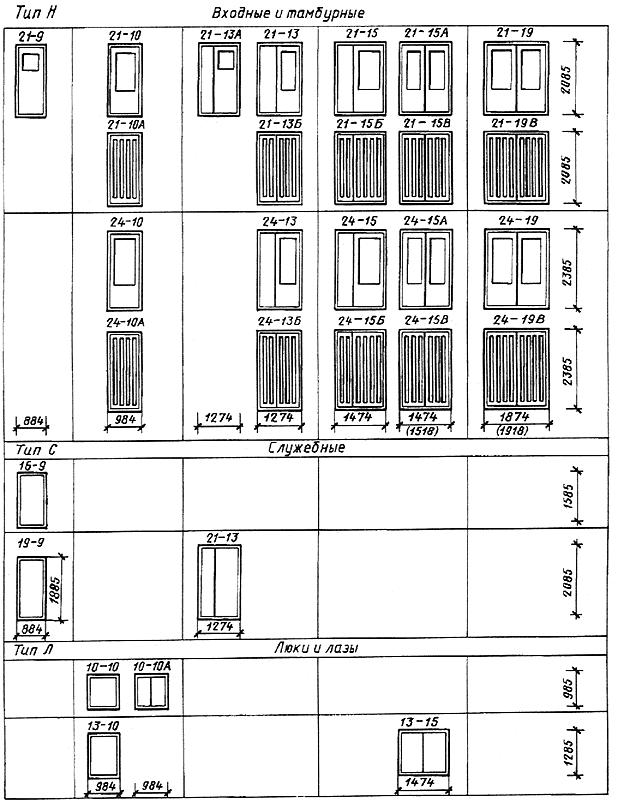 Тип Н Входные и тамбурные
21-9 21-10 21-13А 21-13 21-15 21-15А 21-19
2085
21-10А 21-13Б 21-15Б 21-15В 21-19В
2085
24-10 24-13 24-15 24-15А 24-19
2385
24-10А 24-13Б 24-15Б 24-15В 24-19В
2385
884 984 1274 1274 1474 1474 1874
(1518) (1918)
Тип С Служебные
16-9
1585
19-9 21-13
1885 2085
884 1274
Тип Л Люки и лазы
10-10 10-10А
985
13-10 13-15
1285
984 984 1474